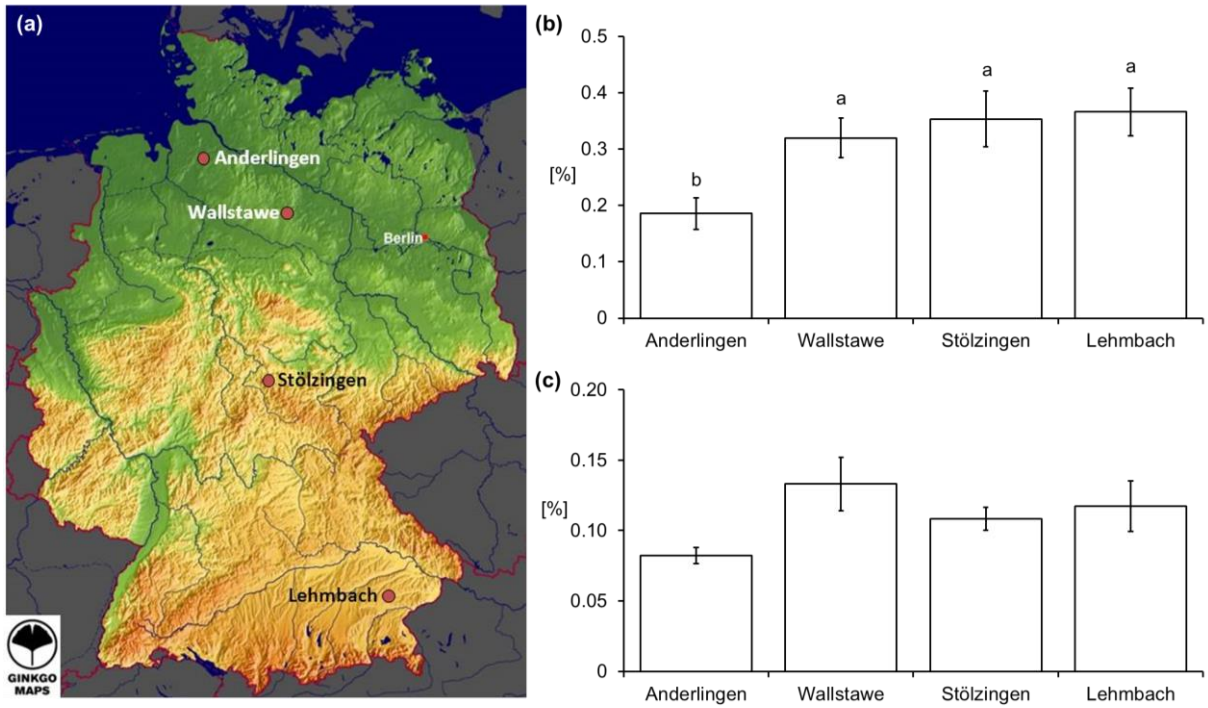 (a)
Anderlingen
Wallstawe
Berlin
Stölzingen
Lehmbach
GINKGO
MAPS
(b)
0.5
0.4
0.3
[%]
0.2
0.1
0
b
a
a
a
Anderlingen Wallstawe Stölzingen Lehmbach
(c)
0.20
0.15
[%]
0.10
0.05
0
Anderlingen Wallstawe Stölzingen Lehmbach